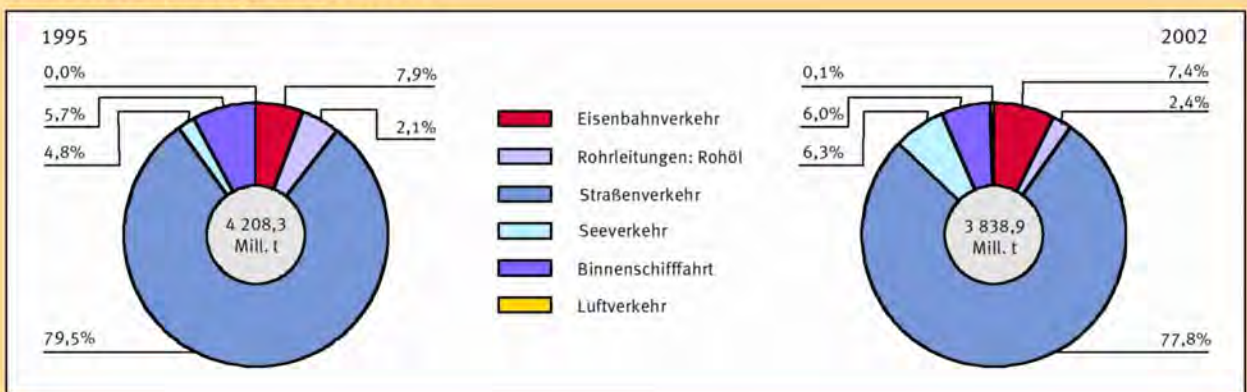 1995
0,0%
5,7%
4,8%
79,5%
7,9%
2,1%
4 208,3
Mill. t
Eisenbahnverkehr
Rohrleitungen: Rohöl
Straßenverkehr
Seeverkehr
Binnenschifffahrt
Luftverkehr
2002
0,1%
6,0%
6,3%
7,4%
2,4%
77,8%
3 838,9
Mill. t